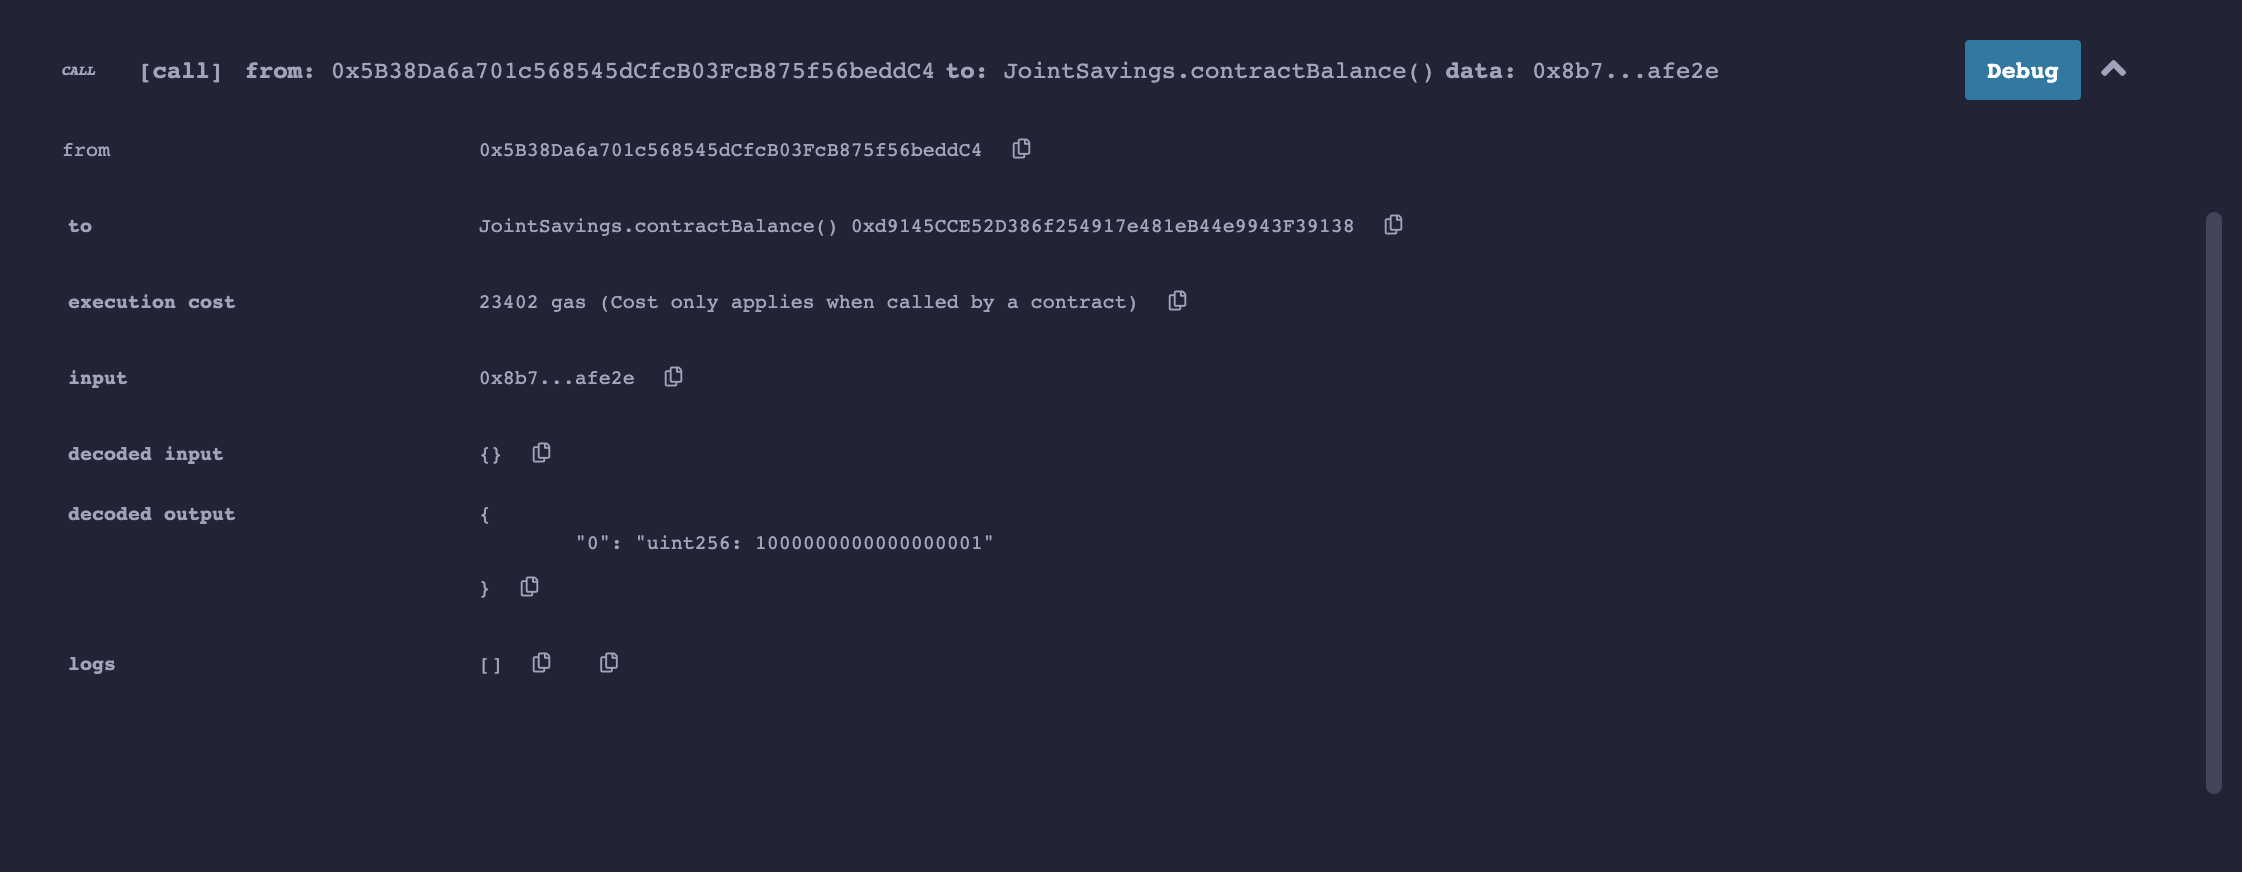 CALL [call] from: 0x5B38Da6a701c568545dCfcB03FcB875f56beddC4 to: JointSavings.contractBalance() data: 0x8b7...afe2e Debug
from 0x5B38Da6a701c568545dCfcB03FcB875f56beddC4
to JointSavings.contractBalance() 0xd9145CCE52D386f254917e481eB44e9943F39138
execution cost 23402 gas (Cost only applies when called by a contract)
input 0x8b7...afe2e
decoded input {}
decoded output {
"0": "uint256: 1000000000000000001"
}
logs []